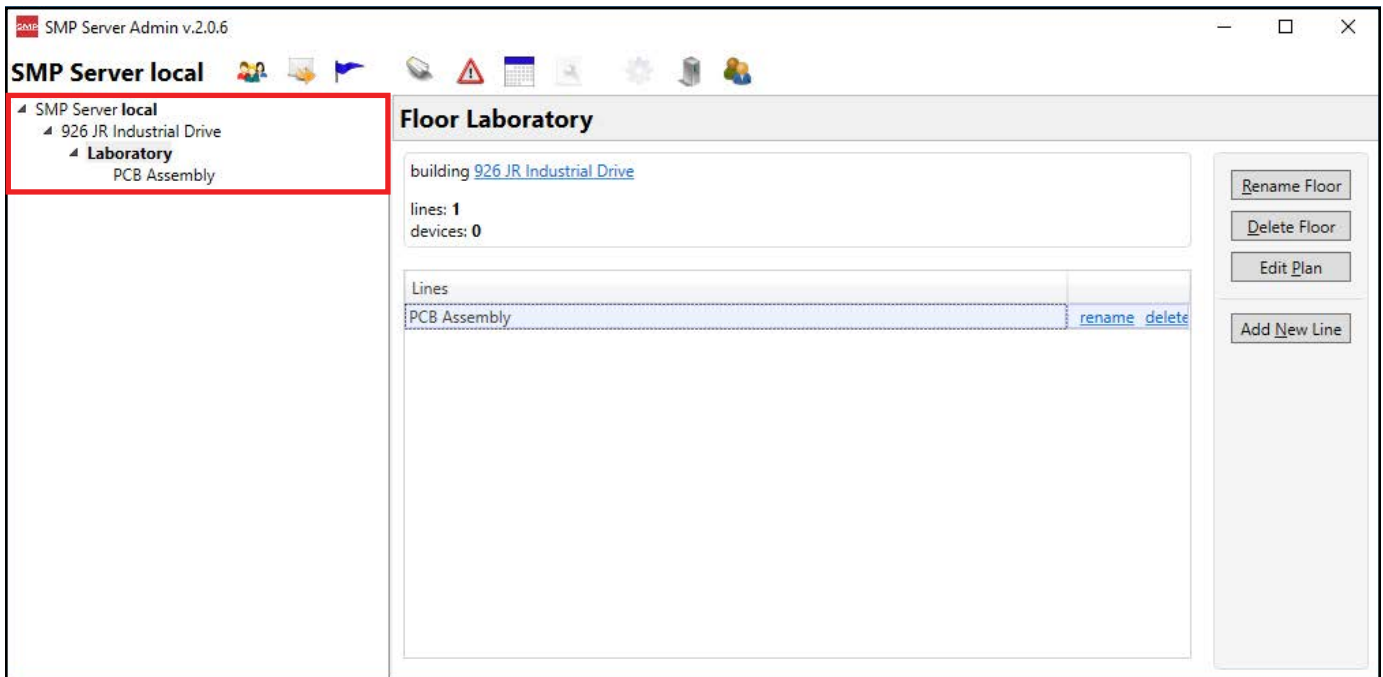 SMP SMP Server Admin v.2.0.6
SMP Server local
SMP Server local
926 JR Industrial Drive
Laboratory
PCB Assembly
Floor Laboratory
building 926 JR Industrial Drive
lines: 1
devices: 0
Lines
PCB Assembly rename delete
Rename Floor
Delete Floor
Edit Plan
Add New Line